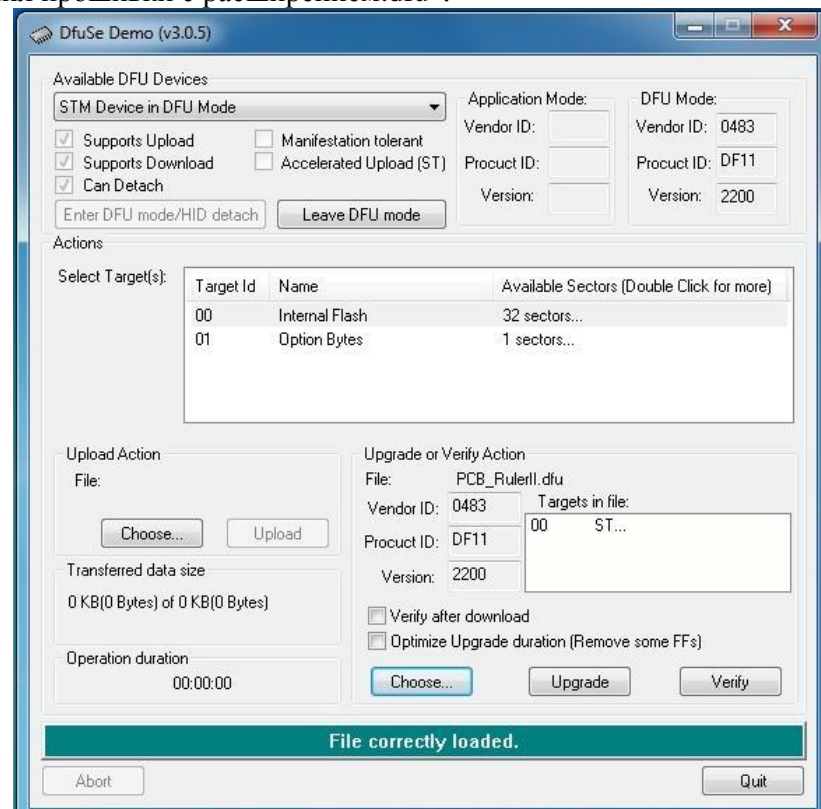 прошивки с расширением.dfu".
DfuSe Demo (v3.0.5)
Available DFU Devices
STM Device in DFU Mode
Supports Upload
Manifestation tolerant
Supports Download
Accelerated Upload (ST)
Can Detach
Enter DFU mode/HID detach
Leave DFU mode
Application Mode:
Vendor ID:
Procuct ID:
Version:
DFU Mode:
Vendor ID: 0483
Procuct ID: DF11
Version: 2200
Actions
Select Target(s):
Target Id Name Available Sectors (Double Click for more)
00 Internal Flash 32 sectors...
01 Option Bytes 1 sectors...
Upload Action
File:
Choose... Upload
Transferred data size
0 KB(0 Bytes) of 0 KB(0 Bytes)
Operation duration
00:00:00
Upgrade or Verify Action
File: PCB_RulerII.dfu
Vendor ID: 0483
Procuct ID: DF11
Version: 2200
Targets in file:
00 ST...
Verify after download
Optimize Upgrade duration (Remove some FFs)
Choose... Upgrade Verify
File correctly loaded.
Abort Quit